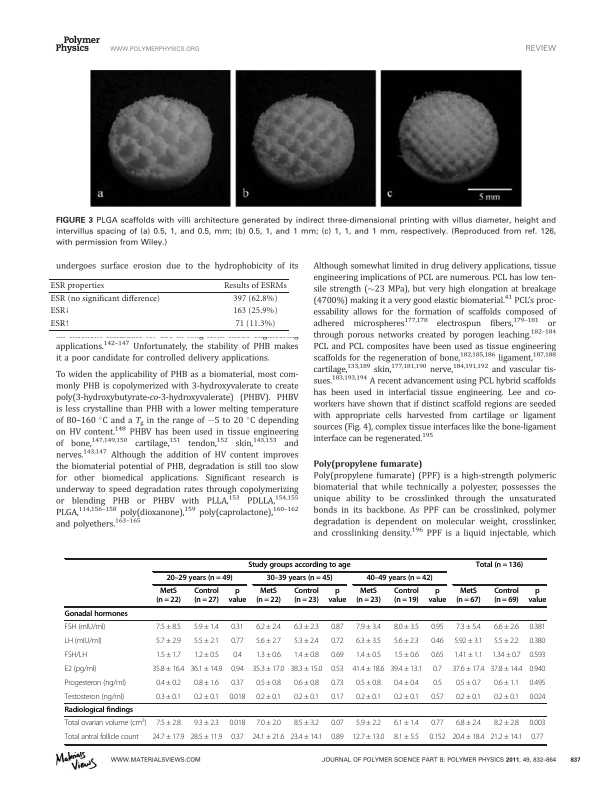 Polymer
Physics
WWW.POLYMERPHYSICS.ORG
REVIEW
a
b
c
5 mm
FIGURE 3 PLGA scaffolds with villi architecture generated by indirect three-dimensional printing with villus diameter, height and
intervillus spacing of (a) 0.5, 1, and 0.5, mm; (b) 0.5, 1, and 1 mm; (c) 1, 1, and 1 mm, respectively. (Reproduced from ref. 126,
with permission from Wiley.)
undergoes surface erosion due to the hydrophobicity of its
ESR properties Results of ESRMs
ESR (no significant difference) 397 (62.8%)
ESR↓ 163 (25.9%)
ESR↑ 71 (11.3%)
applications.142–147 Unfortunately, the stability of PHB makes
it a poor candidate for controlled delivery applications.
To widen the applicability of PHB as a biomaterial, most com-
monly PHB is copolymerized with 3-hydroxyvalerate to create
poly(3-hydroxybutyrate-co-3-hydroxyvalerate) (PHBV). PHBV
is less crystalline than PHB with a lower melting temperature
of 80–160 °C and a Tg in the range of −5 to 20 °C depending
on HV content.148 PHBV has been used in tissue engineering
of bone,147,149,150 cartilage,151 tendon,152 skin,143,153 and
nerves.143,147 Although the addition of HV content improves
the biomaterial potential of PHB, degradation is still too slow
for other biomedical applications. Significant research is
underway to speed degradation rates through copolymerizing
or blending PHB or PHBV with PLLA,153 PDLLA,154,155
PLGA,114,156–158 poly(dioxanone),159 poly(caprolactone),160–162
and polyethers.163–165
Although somewhat limited in drug delivery applications, tissue
engineering implications of PCL are numerous. PCL has low ten-
sile strength (~23 MPa), but very high elongation at breakage
(4700%) making it a very good elastic biomaterial.41 PCL's proc-
essability allows for the formation of scaffolds composed of
adhered microspheres177,178 electrospun fibers,179–181 or
through porous networks created by porogen leaching.182–184
PCL and PCL composites have been used as tissue engineering
scaffolds for the regeneration of bone,182,185,186 ligament,187,188
cartilage,133,189 skin,177,181,190 nerve,184,191,192 and vascular tis-
sues.183,193,194 A recent advancement using PCL hybrid scaffolds
has been used in interfacial tissue engineering. Lee and co-
workers have shown that if distinct scaffold regions are seeded
with appropriate cells harvested from cartilage or ligament
sources (Fig. 4), complex tissue interfaces like the bone-ligament
interface can be regenerated.195
Poly(propylene fumarate)
Poly(propylene fumarate) (PPF) is a high-strength polymeric
biomaterial that while technically a polyester, possesses the
unique ability to be crosslinked through the unsaturated
bonds in its backbone. As PPF can be crosslinked, polymer
degradation is dependent on molecular weight, crosslinker,
and crosslinking density.196 PPF is a liquid injectable, which
Study groups according to age Total (n = 136)
20–29 years (n = 49) 30–39 years (n = 45) 40–49 years (n = 42)
MetS (n = 22) Control (n = 27) p value MetS (n = 22) Control (n = 23) p value MetS (n = 23) Control (n = 19) p value MetS (n = 67) Control (n = 69) p value
Gonadal hormones
FSH (mIU/ml) 7.5 ± 8.5 5.9 ± 1.4 0.31 6.2 ± 2.4 6.3 ± 2.3 0.87 7.9 ± 3.4 8.0 ± 3.5 0.95 7.3 ± 5.4 6.6 ± 2.6 0.381
LH (mIU/ml) 5.7 ± 2.9 5.5 ± 2.1 0.77 5.6 ± 2.7 5.3 ± 2.4 0.72 6.3 ± 3.5 5.6 ± 2.3 0.46 5.92 ± 3.1 5.5 ± 2.2 0.380
FSH/LH 1.5 ± 1.7 1.2 ± 0.5 0.4 1.3 ± 0.6 1.4 ± 0.8 0.69 1.4 ± 0.5 1.5 ± 0.6 0.65 1.41 ± 1.1 1.34 ± 0.7 0.593
E2 (pg/ml) 35.8 ± 16.4 36.1 ± 14.9 0.94 35.3 ± 17.0 38.3 ± 15.0 0.53 41.4 ± 18.6 39.4 ± 13.1 0.7 37.6 ± 17.4 37.8 ± 14.4 0.940
Progesteron (ng/ml) 0.4 ± 0.2 0.8 ± 1.6 0.37 0.5 ± 0.8 0.6 ± 0.8 0.73 0.5 ± 0.8 0.4 ± 0.4 0.5 0.5 ± 0.7 0.6 ± 1.1 0.495
Testosteron (ng/ml) 0.3 ± 0.1 0.2 ± 0.1 0.018 0.2 ± 0.1 0.2 ± 0.1 0.17 0.2 ± 0.1 0.2 ± 0.1 0.57 0.2 ± 0.1 0.2 ± 0.1 0.024
Radiological findings
Total ovarian volume (cm³) 7.5 ± 2.8 9.3 ± 2.3 0.018 7.0 ± 2.0 8.5 ± 3.2 0.07 5.9 ± 2.2 6.1 ± 1.4 0.77 6.8 ± 2.4 8.2 ± 2.8 0.003
Total antral follicle count 24.7 ± 17.9 28.5 ± 11.9 0.37 24.1 ± 21.6 23.4 ± 14.1 0.89 12.7 ± 13.0 8.1 ± 5.5 0.152 20.4 ± 18.4 21.2 ± 14.1 0.77
Materials
Views
WWW.MATERIALSVIEWS.COM
JOURNAL OF POLYMER SCIENCE PART B: POLYMER PHYSICS 2011, 49, 832–864 837